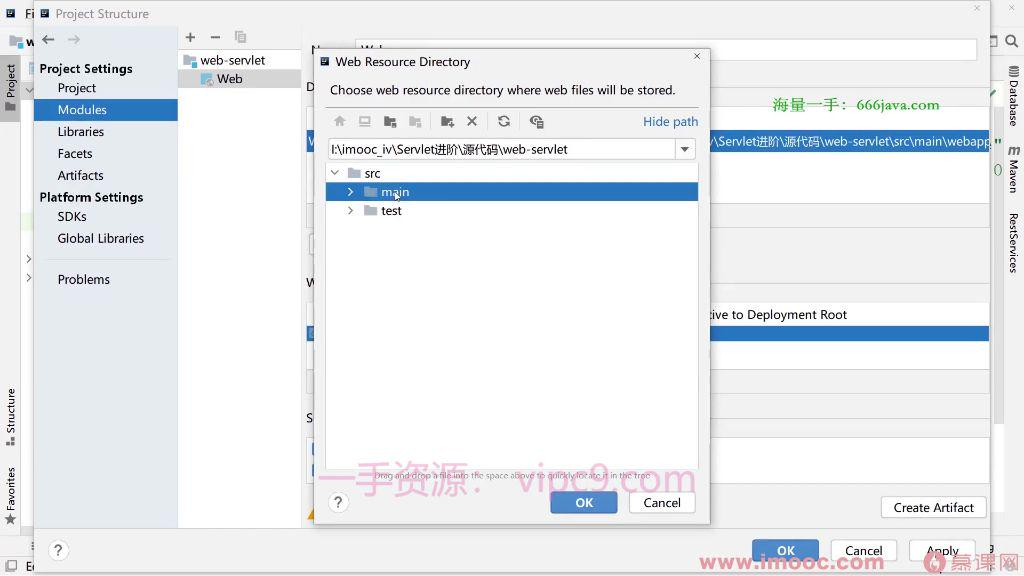 Fi
Project Structure
Project Settings
Project
Modules
Libraries
Facets
Artifacts
Platform Settings
SDKs
Global Libraries
Problems
web-servlet
Web
Web Resource Directory
Choose web resource directory where web files will be stored.
Hide path
I:\imooc_iv\Servlet进阶\源代码\web-servlet
src
main
test
Drag and drop a file into the space above to quickly locate it in the tree
OK
Cancel
海量一手：666java.com
\Servlet进阶\源代码\web-servlet\src\main\webapp
tive to Deployment Root
一手资源： vipc9.com
Create Artifact
OK
Cancel
Apply
www.imooc.com
慕课网
Project
Structure
Favorites
Database
Maven
RestServices